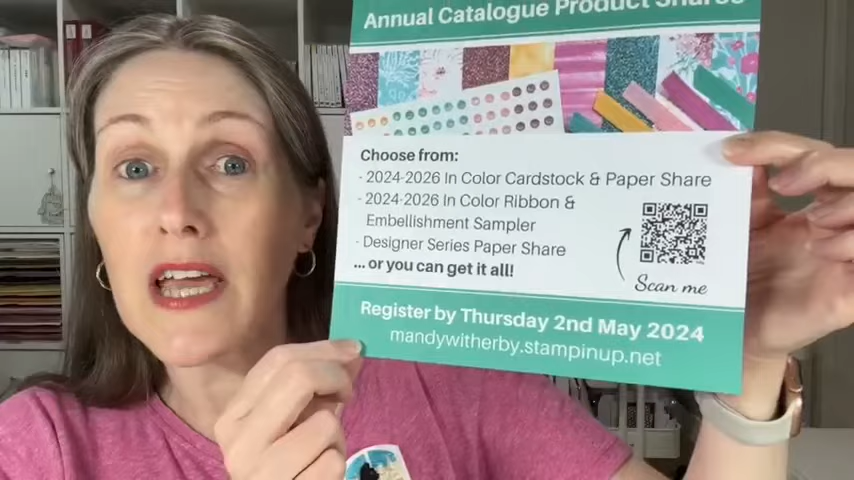 Annual Catalogue Product Shares
Choose from:
· 2024-2026 In Color Cardstock & Paper Share
· 2024-2026 In Color Ribbon &
Embellishment Sampler
· Designer Series Paper Share
... or you can get it all!
Scan me
Register by Thursday 2nd May 2024
mandywitherby.stampinup.net